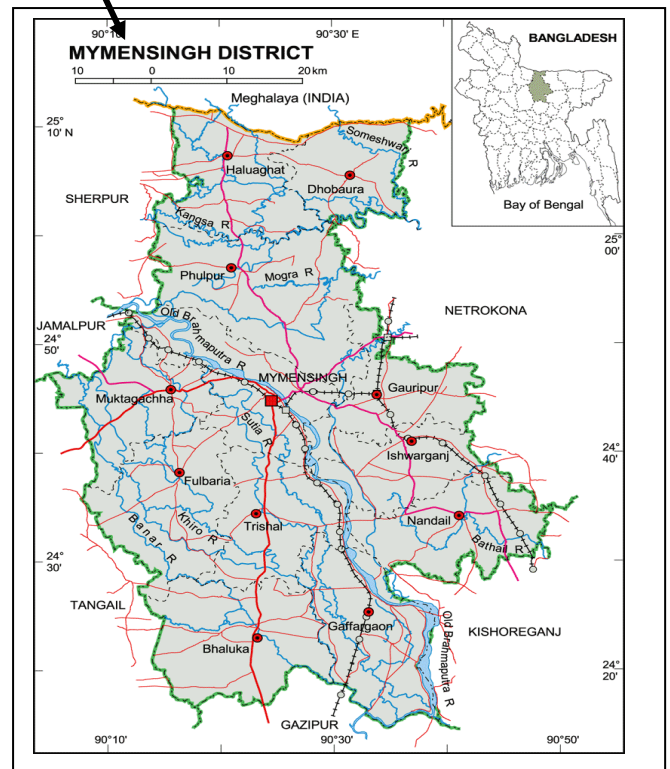 90°10'
90°30' E
MYMENSINGH DISTRICT
10 0 10 20 km
BANGLADESH
Bay of Bengal
Meghalaya (INDIA)
25°
10' N
Someshwari R
Haluaghat
Dhobaura
SHERPUR
Kangsa R
25°
00'
Phulpur
Mogra R
NETROKONA
Old Brahmaputra R
JAMALPUR
24°
50'
MYMENSINGH
Gauripur
Muktagachha
Sutia R
Ishwarganj
24°
40'
Fulbaria
Nandail
Banar R
Khiro R
Trishal
Bathail R
24°
30'
TANGAIL
Gaffargaon
Old Brahmaputra R
KISHOREGANJ
Bhaluka
24°
20'
GAZIPUR
90°10'
90°30'
90°50'